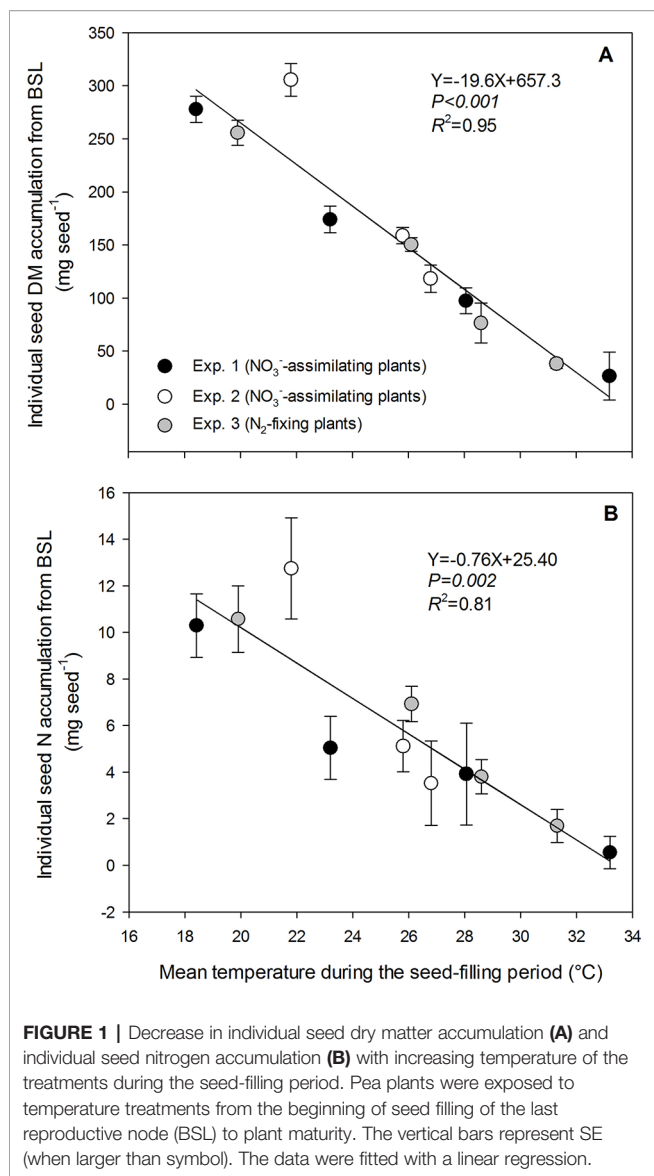 350
300
250
200
150
100
50
0
Individual seed DM accumulation from BSL
(mg seed⁻¹)
A
Y=-19.6X+657.3
P<0.001
R²=0.95
Exp. 1 (NO₃⁻-assimilating plants)
Exp. 2 (NO₃⁻-assimilating plants)
Exp. 3 (N₂-fixing plants)
16
14
12
10
8
6
4
2
0
-2
Individual seed N accumulation from BSL
(mg seed⁻¹)
B
Y=-0.76X+25.40
P=0.002
R²=0.81
16 18 20 22 24 26 28 30 32 34
Mean temperature during the seed-filling period (°C)
FIGURE 1 | Decrease in individual seed dry matter accumulation (A) and
individual seed nitrogen accumulation (B) with increasing temperature of the
treatments during the seed-filling period. Pea plants were exposed to
temperature treatments from the beginning of seed filling of the last
reproductive node (BSL) to plant maturity. The vertical bars represent SE
(when larger than symbol). The data were fitted with a linear regression.